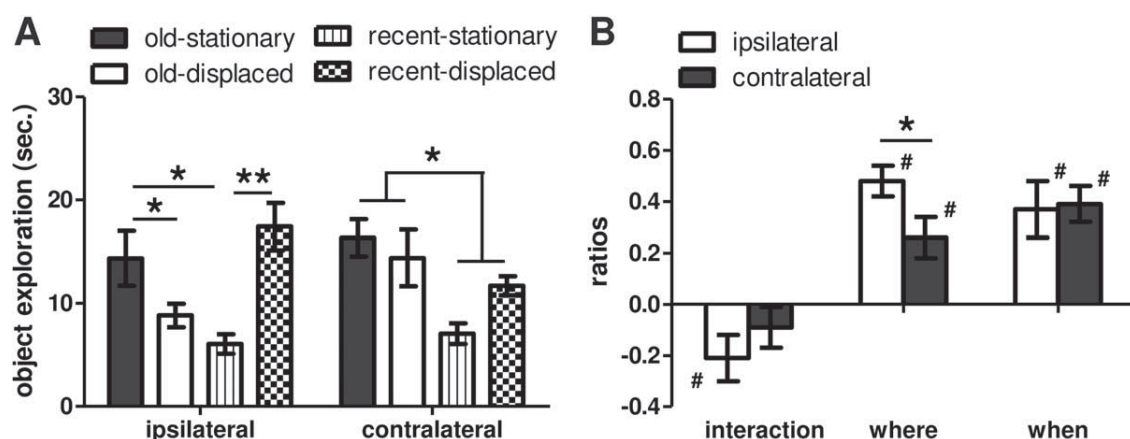 A
old-stationary
recent-stationary
old-displaced
recent-displaced
object exploration (sec.)
30
20
10
0
*
*
**
*
ipsilateral
contralateral
B
ipsilateral
contralateral
ratios
0.8
0.6
0.4
0.2
0.0
-0.2
-0.4
*
#
#
#
#
#
interaction
where
when